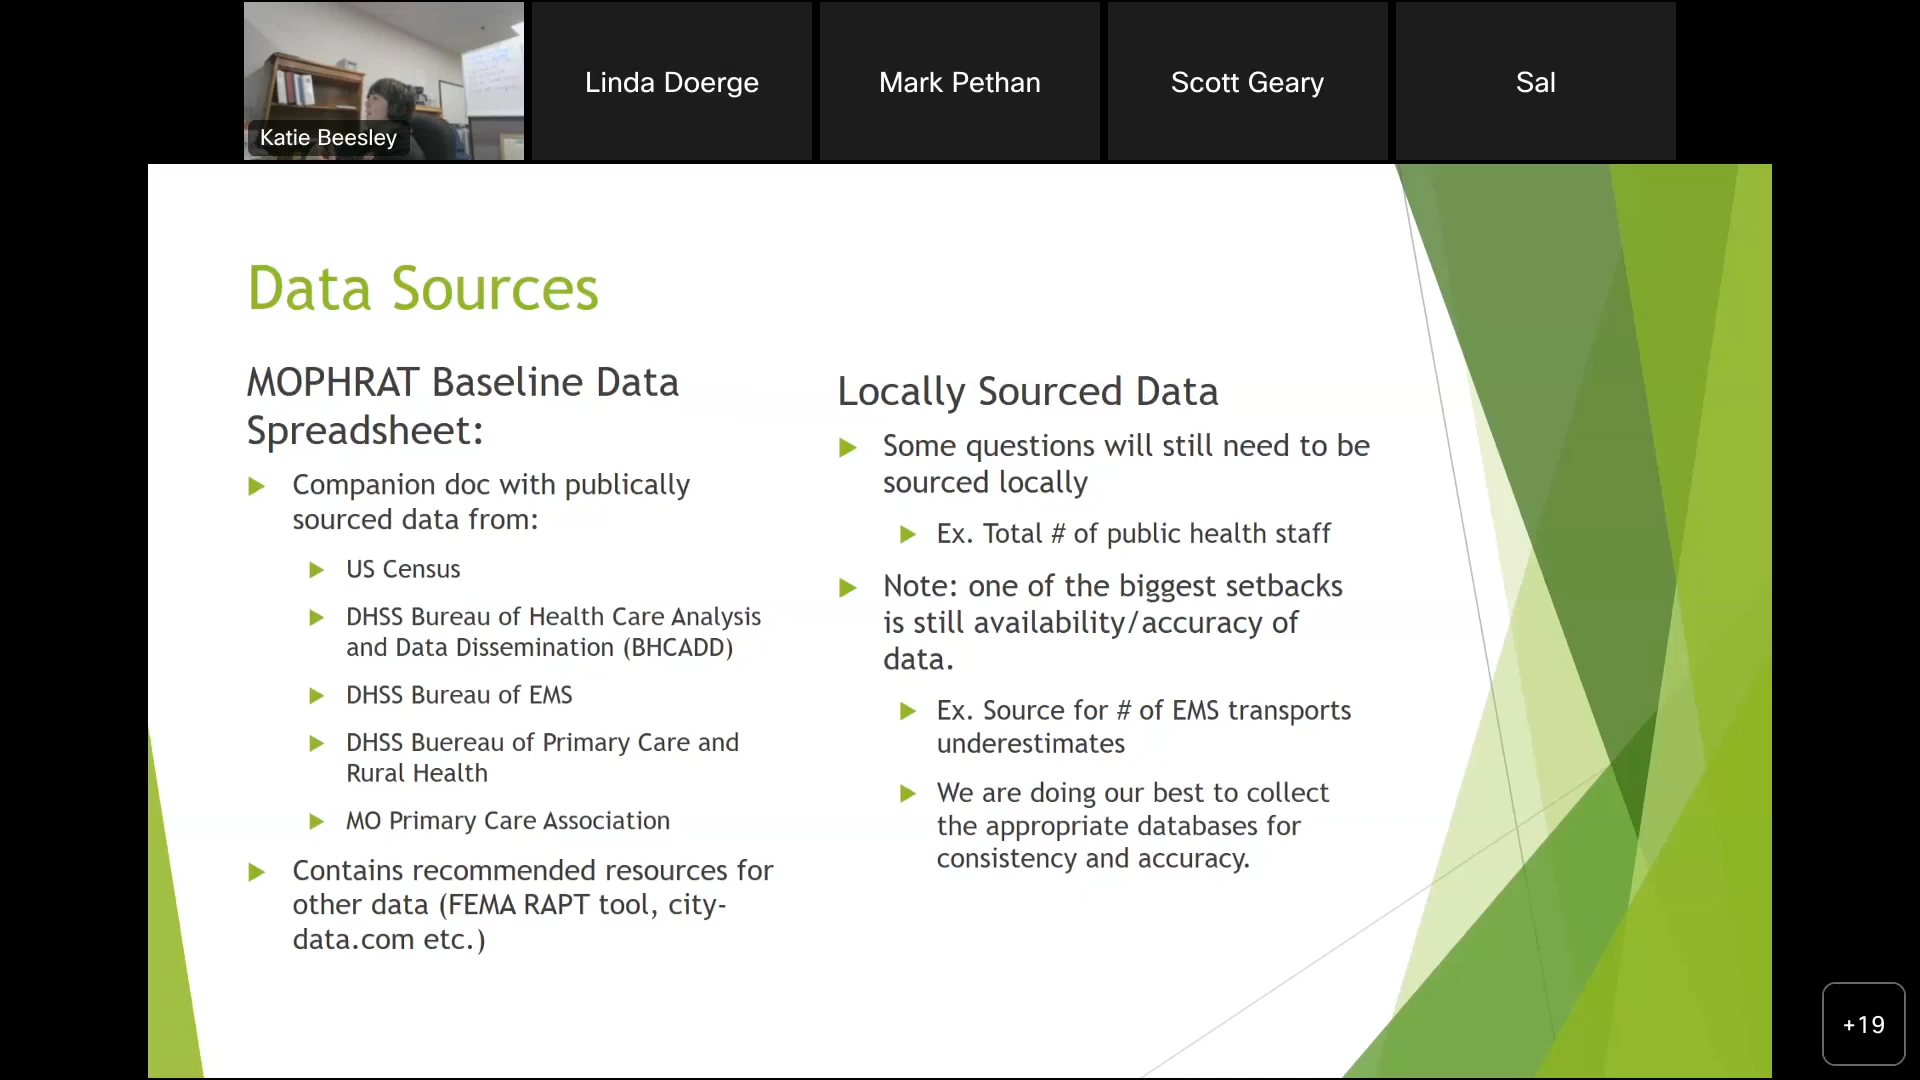 Katie Beesley
Linda Doerge
Mark Pethan
Scott Geary
Sal
Data Sources
MOPHRAT Baseline Data
Spreadsheet:
Companion doc with publically
sourced data from:
US Census
DHSS Bureau of Health Care Analysis
and Data Dissemination (BHCADD)
DHSS Bureau of EMS
DHSS Buereau of Primary Care and
Rural Health
MO Primary Care Association
Contains recommended resources for
other data (FEMA RAPT tool, city-
data.com etc.)
Locally Sourced Data
Some questions will still need to be
sourced locally
Ex. Total # of public health staff
Note: one of the biggest setbacks
is still availability/accuracy of
data.
Ex. Source for # of EMS transports
underestimates
We are doing our best to collect
the appropriate databases for
consistency and accuracy.
+19